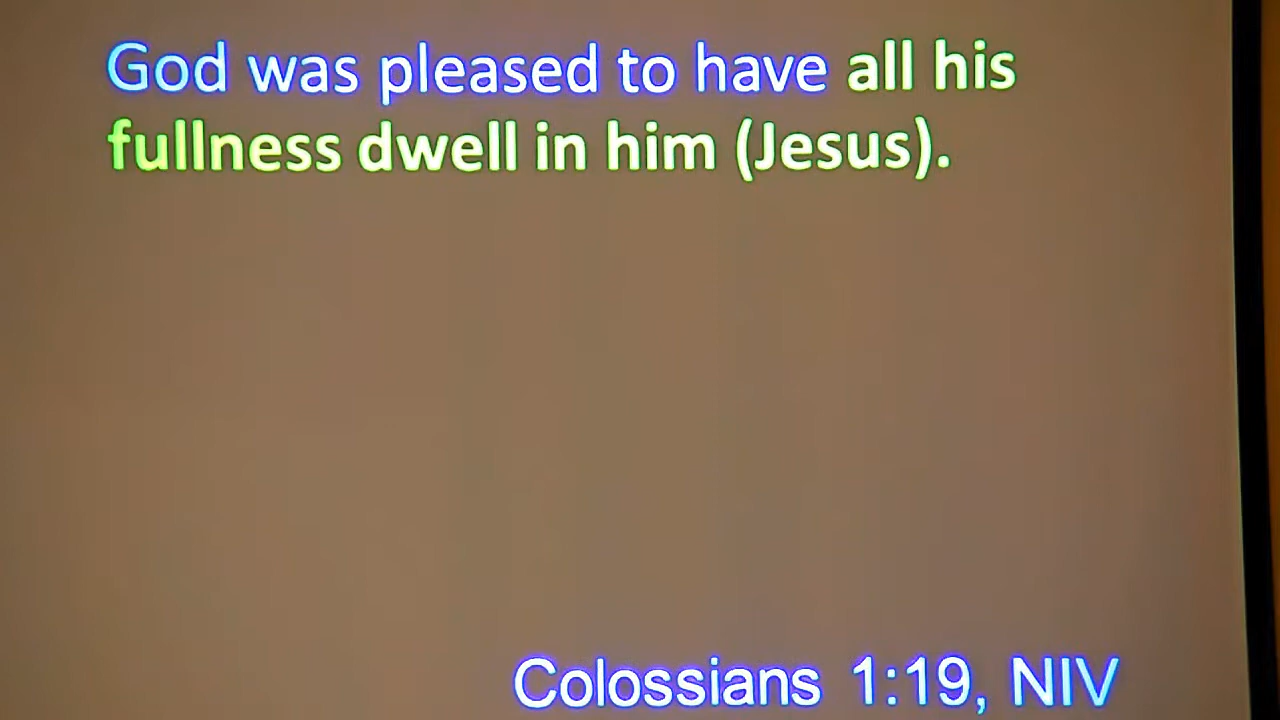 God was pleased to have all his
fullness dwell in him (Jesus).
Colossians 1:19, NIV